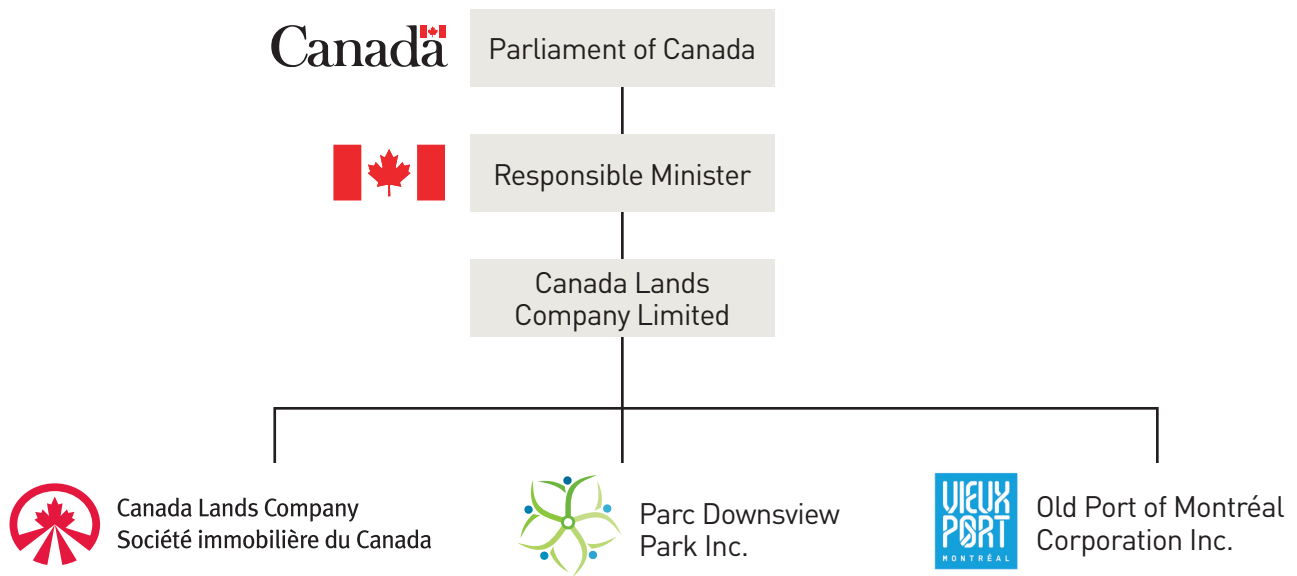 Canada
Parliament of Canada
Responsible Minister
Canada Lands
Company Limited
Canada Lands Company
Société immobilière du Canada
Parc Downsview
Park Inc.
VIEUX
PORT
MONTRÉAL
Old Port of Montréal
Corporation Inc.